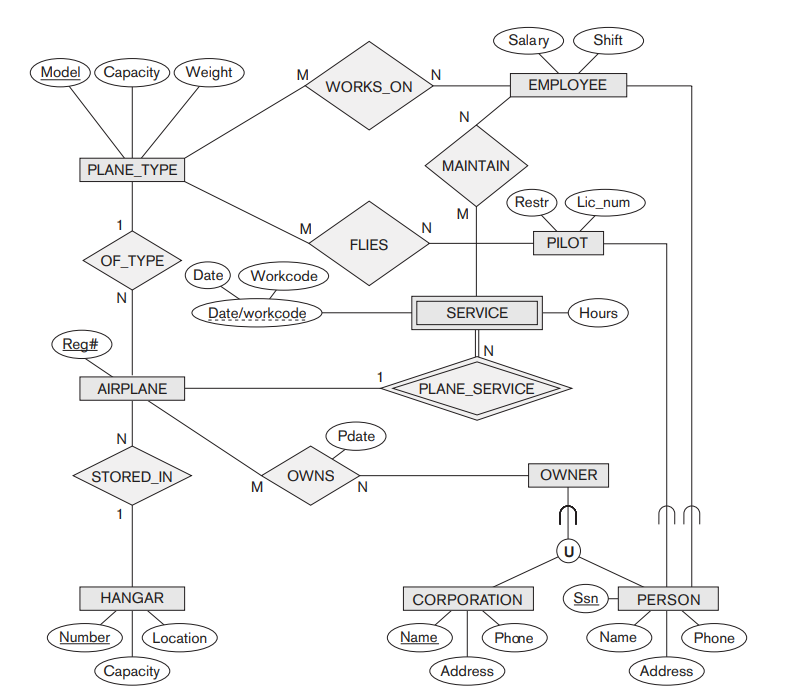 Salary
Shift
Model
Capacity
Weight
M
WORKS_ON
N
EMPLOYEE
N
PLANE_TYPE
MAINTAIN
M
Restr
Lic_num
1
M
FLIES
N
PILOT
OF_TYPE
Date
Workcode
N
Date/workcode
SERVICE
Hours
Reg#
N
1
AIRPLANE
PLANE_SERVICE
Pdate
N
STORED_IN
OWNS
OWNER
M
N
1
U
HANGAR
CORPORATION
Ssn
PERSON
Number
Location
Name
Phone
Name
Phone
Capacity
Address
Address